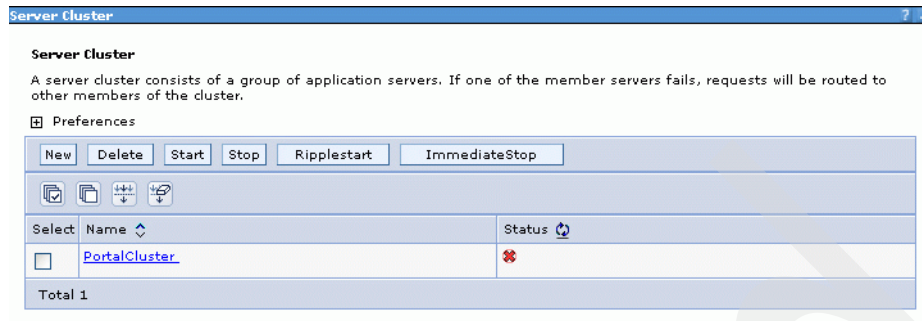 Server Cluster
?
Server Cluster
A server cluster consists of a group of application servers. If one of the member servers fails, requests will be routed to
other members of the cluster.
Preferences
New Delete Start Stop Ripplestart ImmediateStop
Select Name Status
PortalCluster
Total 1